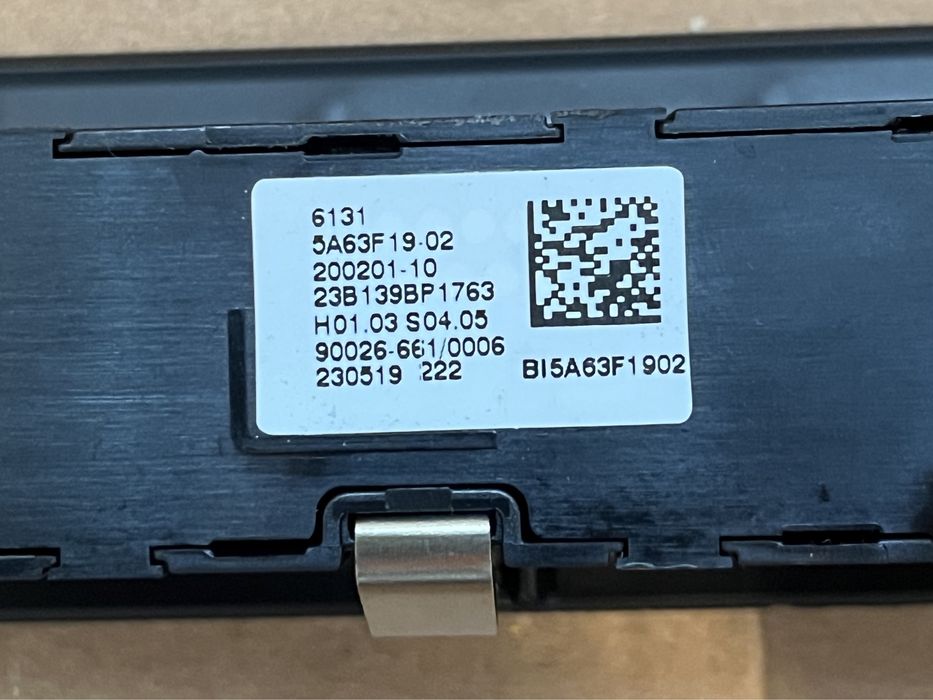 6131
5A63F19-02
200201-10
23B139BP1763
H01.03 S04.05
90026-661/0006
230519 222
BI5A63F1902